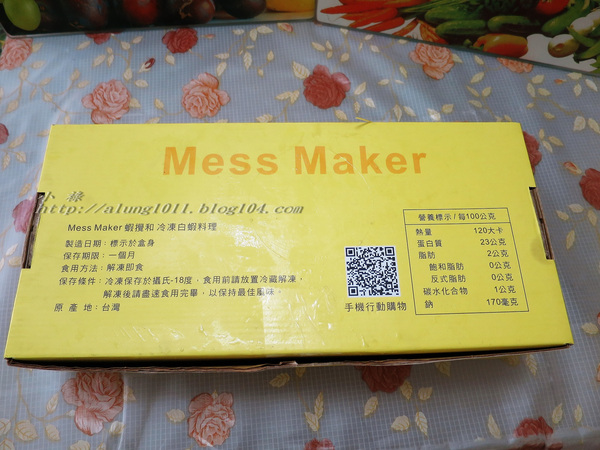 Mess Maker
小 綠
http://alung1011.blog104.com
Mess Maker 蝦攪和 冷凍白蝦料理
製造日期：標示於盒身
保存期限：一個月
食用方法：解凍即食
保存條件：冷凍保存於攝氏-18度，食用前請放置冷藏解凍，
解凍後請盡速食用完畢，以保持最佳風味。
原 產 地：台灣
手機行動購物
營養標示/每100公克
熱量 120大卡
蛋白質 23公克
脂肪 2公克
飽和脂肪 0公克
反式脂肪 0公克
碳水化合物 1公克
鈉 170毫克